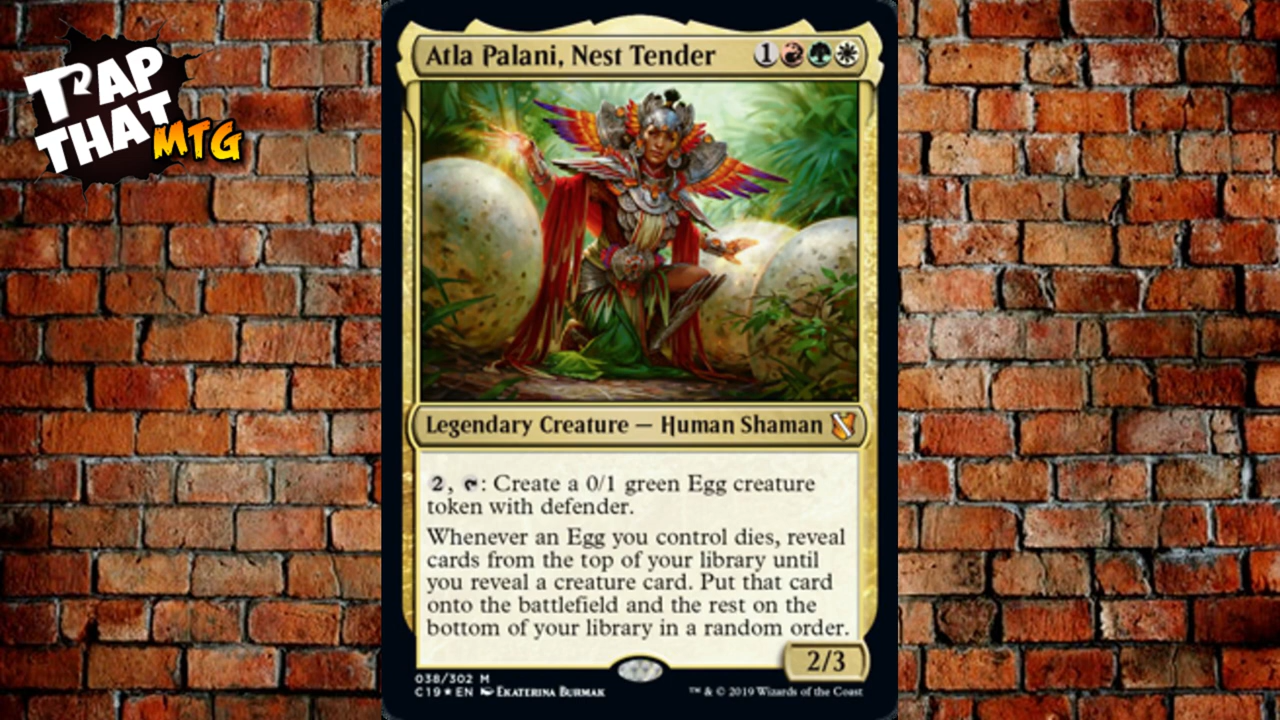 TRAP
THAT
MTG
Atla Palani, Nest Tender 1
Legendary Creature — Human Shaman
2, : Create a 0/1 green Egg creature
token with defender.
Whenever an Egg you control dies, reveal
cards from the top of your library until
you reveal a creature card. Put that card
onto the battlefield and the rest on the
bottom of your library in a random order.
2/3
038/302 M
C19★EN Ekaterina Burmak
™ & © 2019 Wizards of the Coast